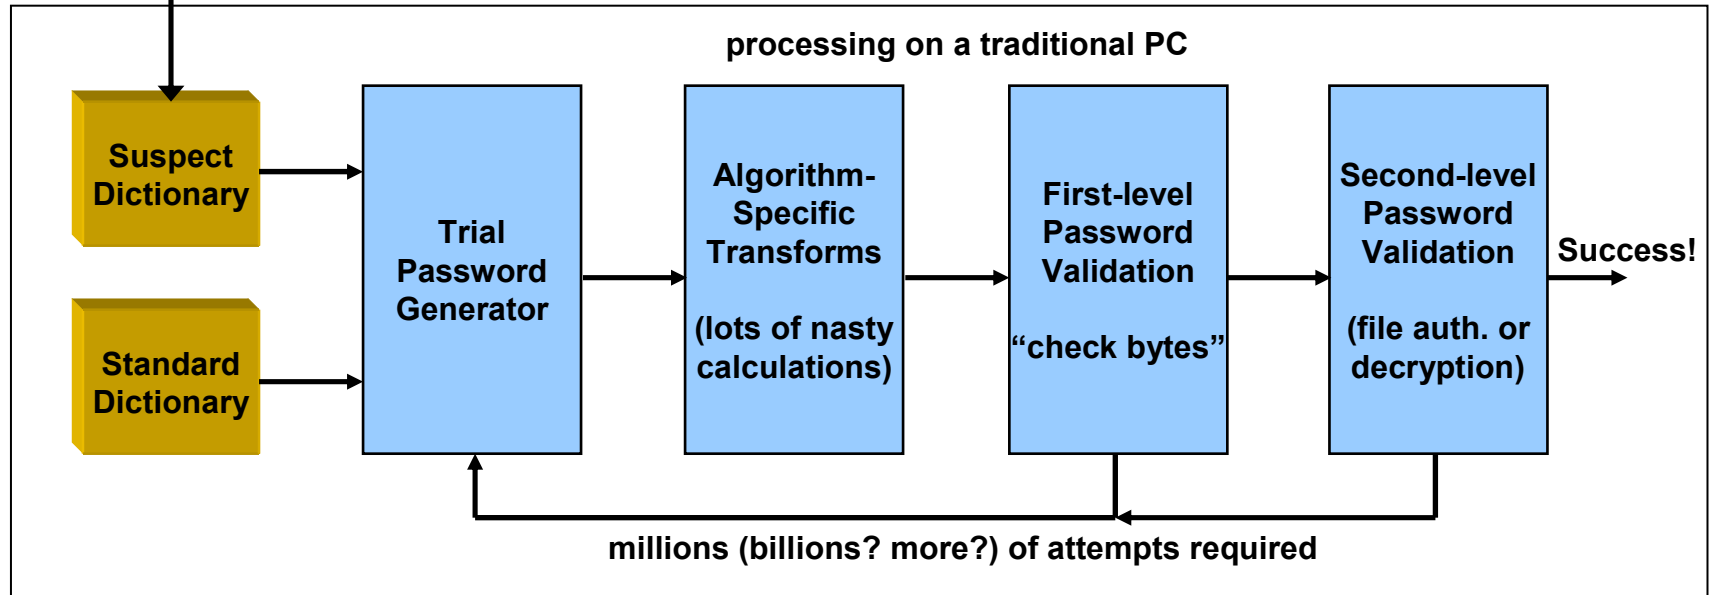 processing on a traditional PC
Suspect
Dictionary
Standard
Dictionary
Trial
Password
Generator
Algorithm-
Specific
Transforms
(lots of nasty
calculations)
First-level
Password
Validation
“check bytes”
Second-level
Password
Validation
(file auth. or
decryption)
Success!
millions (billions? more?) of attempts required